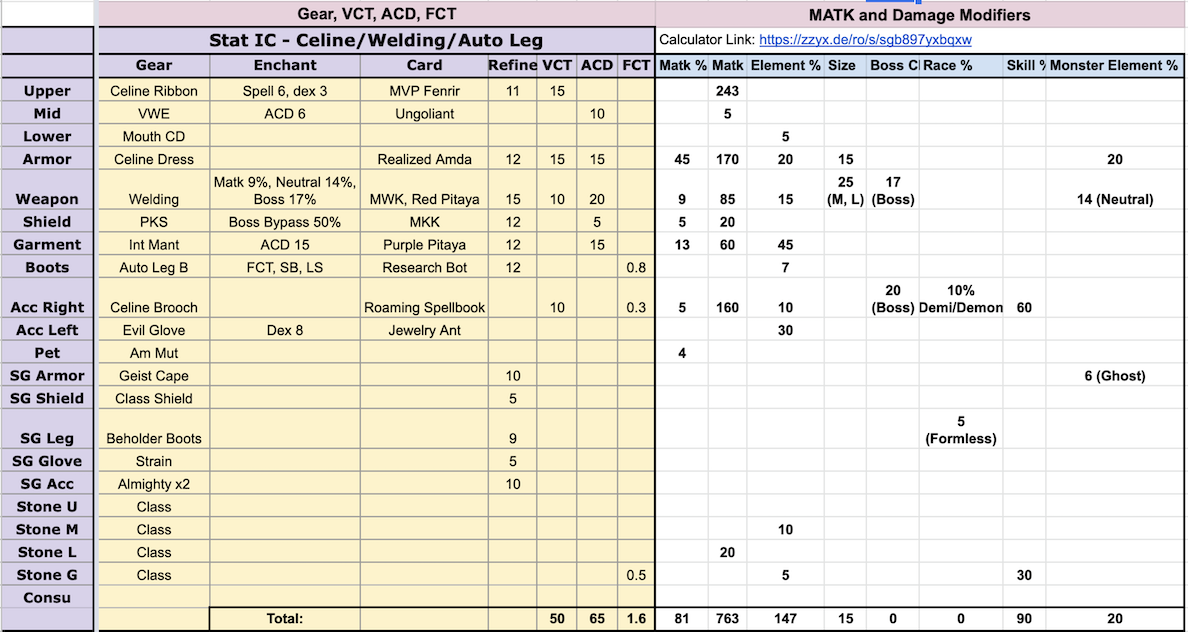 Gear, VCT, ACD, FCT MATK and Damage Modifiers
Stat IC - Celine/Welding/Auto Leg Calculator Link: https://zzyx.de/ro/s/sgb897yxbqxw
Gear Enchant Card Refine VCT ACD FCT Matk % Matk Element % Size Boss Cl Race % Skill % Monster Element %
Upper Celine Ribbon Spell 6, dex 3 MVP Fenrir 11 15 243
Mid VWE ACD 6 Ungoliant 10 5
Lower Mouth CD 5
Armor Celine Dress Realized Amda 12 15 15 45 170 20 15 20
Matk 9%, Neutral 14%, 25 17
Weapon Welding Boss 17% MWK, Red Pitaya 15 10 20 9 85 15 (M, L) (Boss) 14 (Neutral)
Shield PKS Boss Bypass 50% MKK 12 5 5 20
Garment Int Mant ACD 15 Purple Pitaya 12 15 13 60 45
Boots Auto Leg B FCT, SB, LS Research Bot 12 0.8 7
20 10%
Acc Right Celine Brooch Roaming Spellbook 10 0.3 5 160 10 (Boss) Demi/Demon 60
Acc Left Evil Glove Dex 8 Jewelry Ant 30
Pet Am Mut 4
SG Armor Geist Cape 10 6 (Ghost)
SG Shield Class Shield 5
5
SG Leg Beholder Boots 9 (Formless)
SG Glove Strain 5
SG Acc Almighty x2 10
Stone U Class
Stone M Class 10
Stone L Class 20
Stone G Class 0.5 5 30
Consu
Total: 50 65 1.6 81 763 147 15 0 0 90 20